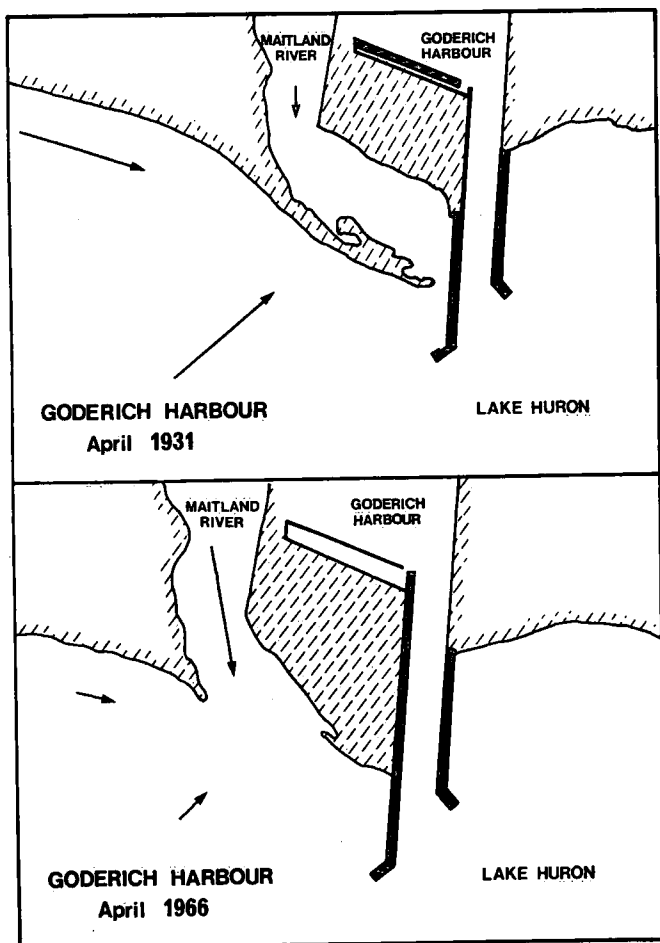 MAITLAND
RIVER
GODERICH
HARBOUR
GODERICH HARBOUR
April 1931
LAKE HURON
MAITLAND
RIVER
GODERICH
HARBOUR
GODERICH HARBOUR
April 1966
LAKE HURON